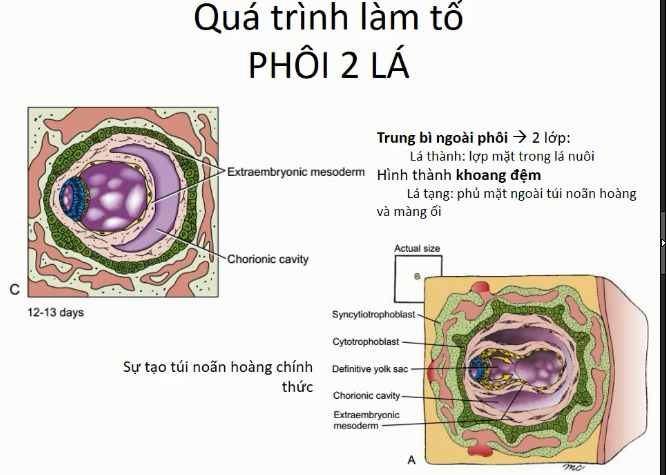 Quá trình làm tổ
PHÔI 2 LÁ
Trung bì ngoài phôi → 2 lớp:
Lá thành: lợp mặt trong lá nuôi
Hình thành khoang đệm
Lá tạng: phủ mặt ngoài túi noãn hoàng
và màng ối
Extraembryonic mesoderm
Chorionic cavity
C
12-13 days
Sự tạo túi noãn hoàng chính
thức
Actual size
Syncytiotrophoblast
Cytotrophoblast
Definitive yolk sac
Chorionic cavity
Extraembryonic
mesoderm
A
mc